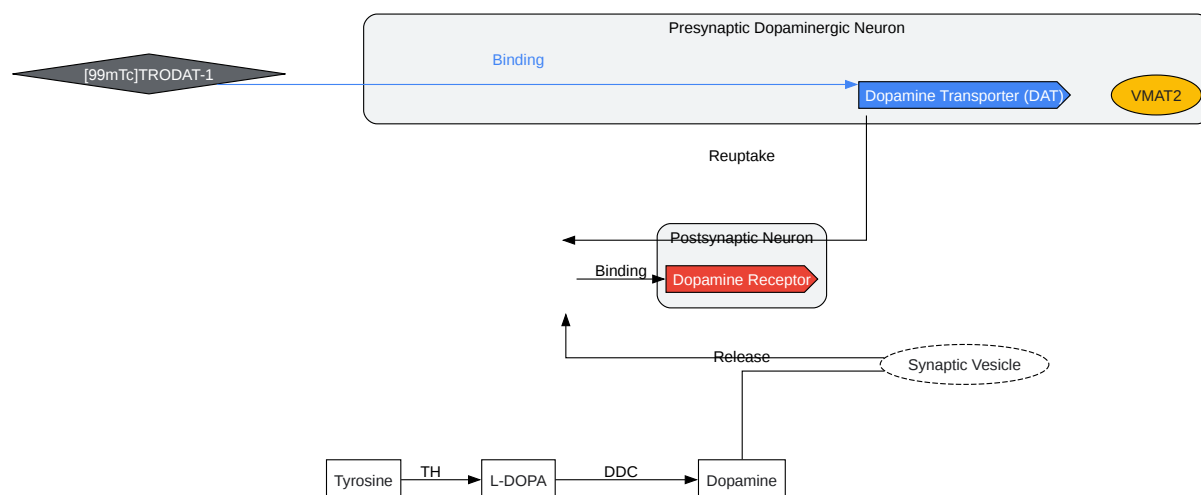 Presynaptic Dopaminergic Neuron
[99mTc]TRODAT-1
Binding
Dopamine Transporter (DAT)
VMAT2
Reuptake
Postsynaptic Neuron
Binding
Dopamine Receptor
Release
Synaptic Vesicle
Tyrosine
TH
L-DOPA
DDC
Dopamine